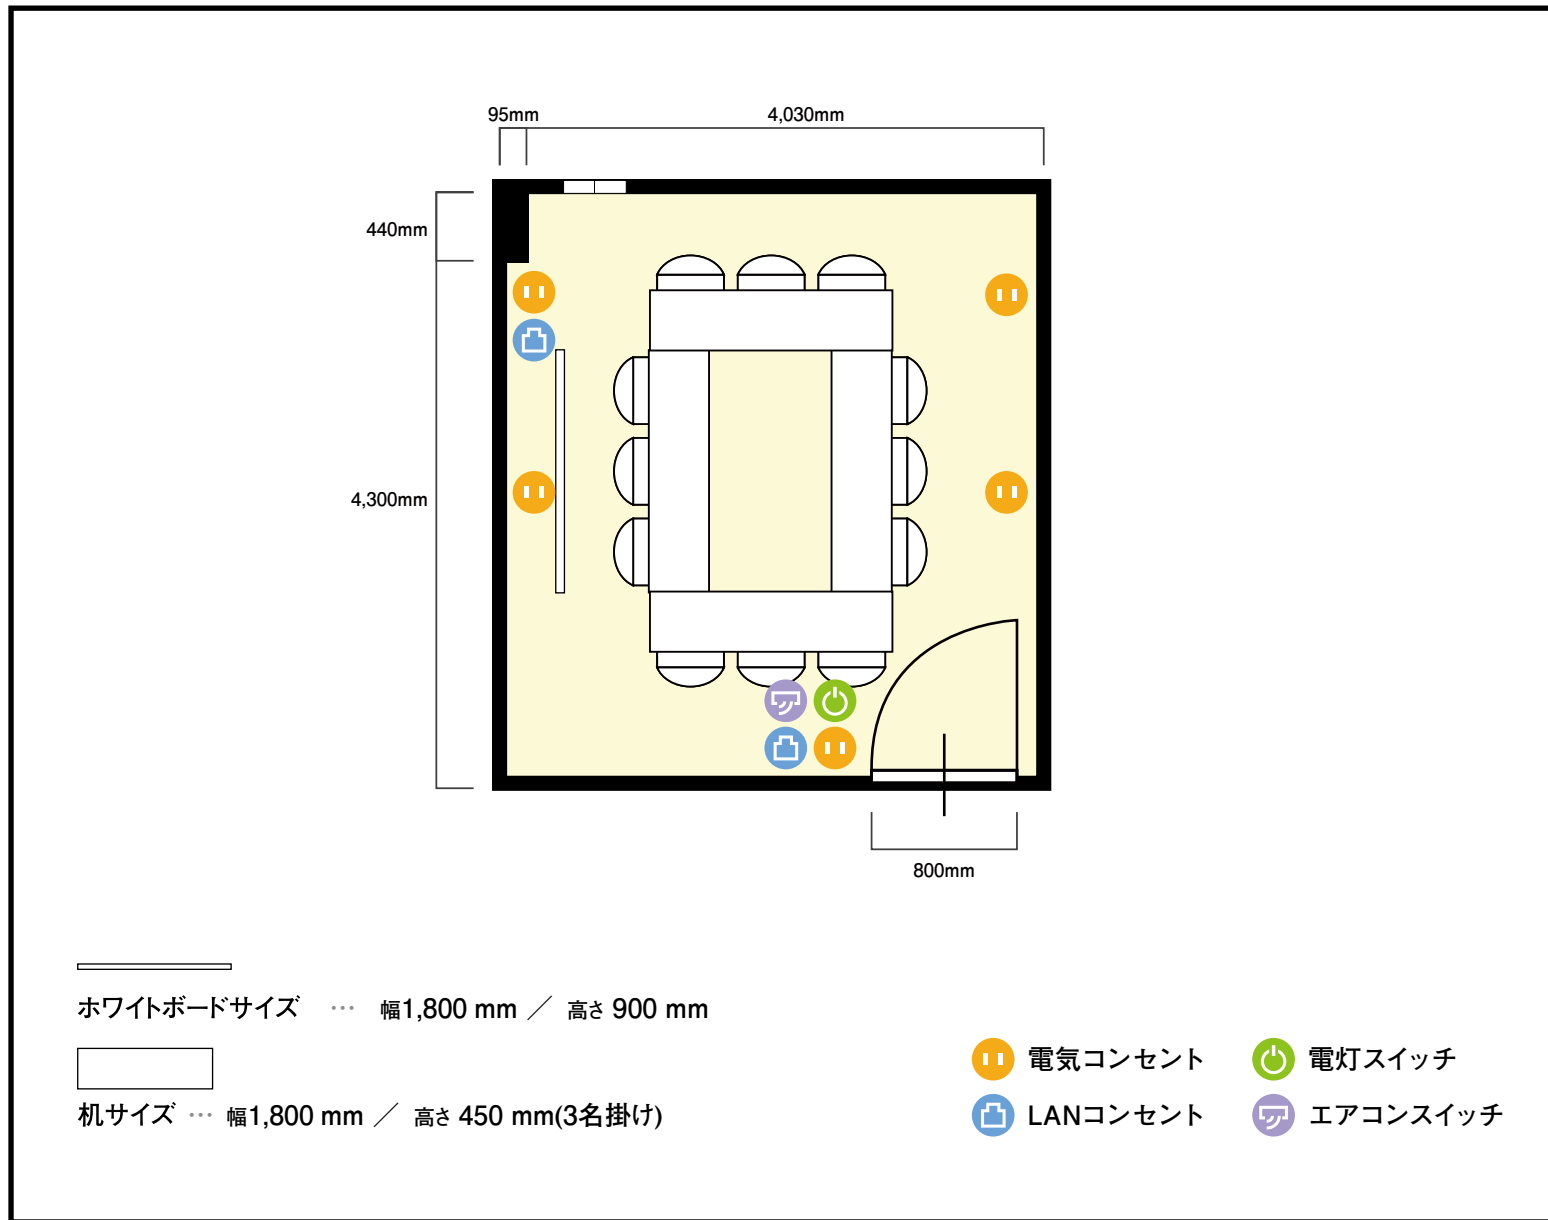 95mm
4,030mm
440mm
4,300mm
800mm
ホワイトボードサイズ … 幅1,800 mm ／ 高さ 900 mm
机サイズ … 幅1,800 mm ／ 高さ 450 mm(3名掛け)
電気コンセント
電灯スイッチ
LANコンセント
エアコンスイッチ